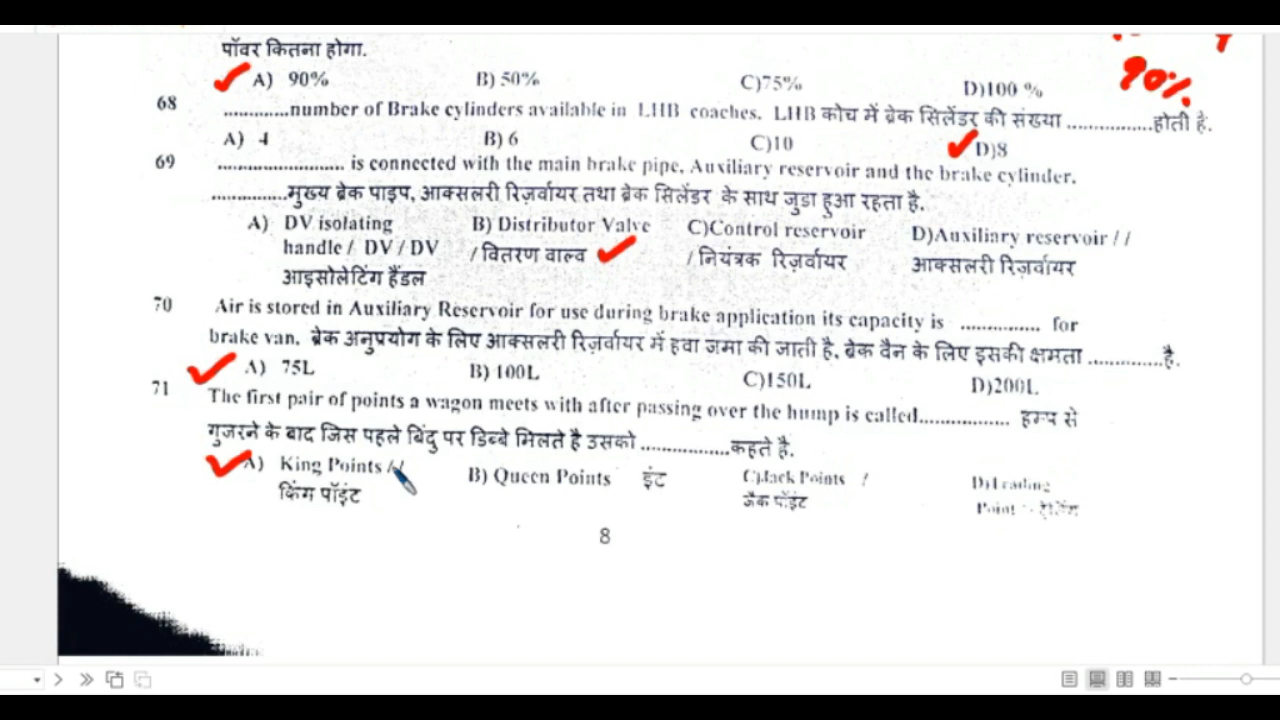 पॉवर कितना होगा.
A) 90% B) 50% C)75% D)100 %
90%.
68 ............number of Brake cylinders available in LHB coaches. LHB कोच में ब्रेक सिलेंडर की संख्या ...............होती है.
A) 4 B) 6 C)10 D)8
69 ...................... is connected with the main brake pipe, Auxiliary reservoir and the brake cylinder.
.............मुख्य ब्रेक पाइप, आक्सलरी रिज़र्वायर तथा ब्रेक सिलेंडर के साथ जुडा हुआ रहता है.
A) DV isolating B) Distributor Valve C)Control reservoir D)Auxiliary reservoir / /
handle / DV / DV / वितरण वाल्व / नियंत्रक रिज़र्वायर आक्सलरी रिज़र्वायर
आइसोलेटिंग हैंडल
70 Air is stored in Auxiliary Reservoir for use during brake application its capacity is .............. for
brake van. ब्रेक अनुप्रयोग के लिए आक्सलरी रिज़र्वायर में हवा जमा की जाती है. ब्रेक वैन के लिए इसकी क्षमता .............है.
A) 75L B) 100L C)150L D)200L
71 The first pair of points a wagon meets with after passing over the hump is called................ हम्प से
गुजरने के बाद जिस पहले बिंदु पर डिब्बे मिलते है उसको ................कहते है.
A) King Points / B) Queen Points इंट C)Jack Points / D)
किंग पॉइंट जैक पॉइंट Point
8